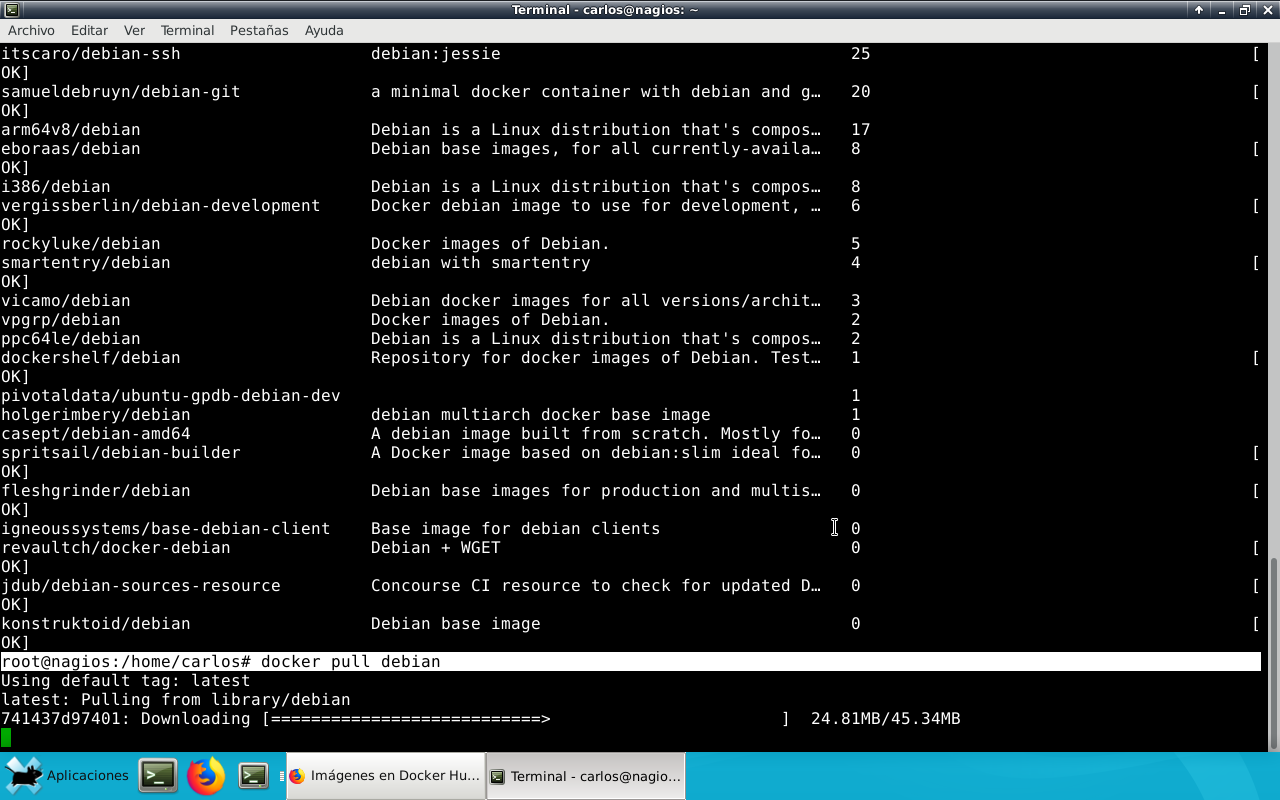 Terminal - carlos@nagios: ~
Archivo Editar Ver Terminal Pestañas Ayuda
itscaro/debian-ssh debian:jessie 25 [
OK]
samueldebruyn/debian-git a minimal docker container with debian and g… 20 [
OK]
arm64v8/debian Debian is a Linux distribution that's compos… 17
eboraas/debian Debian base images, for all currently-availa… 8 [
OK]
i386/debian Debian is a Linux distribution that's compos… 8
vergissberlin/debian-development Docker debian image to use for development, … 6 [
OK]
rockyluke/debian Docker images of Debian. 5
smartentry/debian debian with smartentry 4 [
OK]
vicamo/debian Debian docker images for all versions/archit… 3
vpgrp/debian Docker images of Debian. 2
ppc64le/debian Debian is a Linux distribution that's compos… 2
dockershelf/debian Repository for docker images of Debian. Test… 1 [
OK]
pivotaldata/ubuntu-gpdb-debian-dev 1
holgerimbery/debian debian multiarch docker base image 1
casept/debian-amd64 A debian image built from scratch. Mostly fo… 0
spritsail/debian-builder A Docker image based on debian:slim ideal fo… 0 [
OK]
fleshgrinder/debian Debian base images for production and multis… 0 [
OK]
igneoussystems/base-debian-client Base image for debian clients 0
revaultch/docker-debian Debian + WGET 0 [
OK]
jdub/debian-sources-resource Concourse CI resource to check for updated D… 0 [
OK]
konstruktoid/debian Debian base image 0 [
OK]
root@nagios:/home/carlos# docker pull debian
Using default tag: latest
latest: Pulling from library/debian
741437d97401: Downloading [===========================> ] 24.81MB/45.34MB
Aplicaciones Imágenes en Docker Hu… Terminal - carlos@nagio…